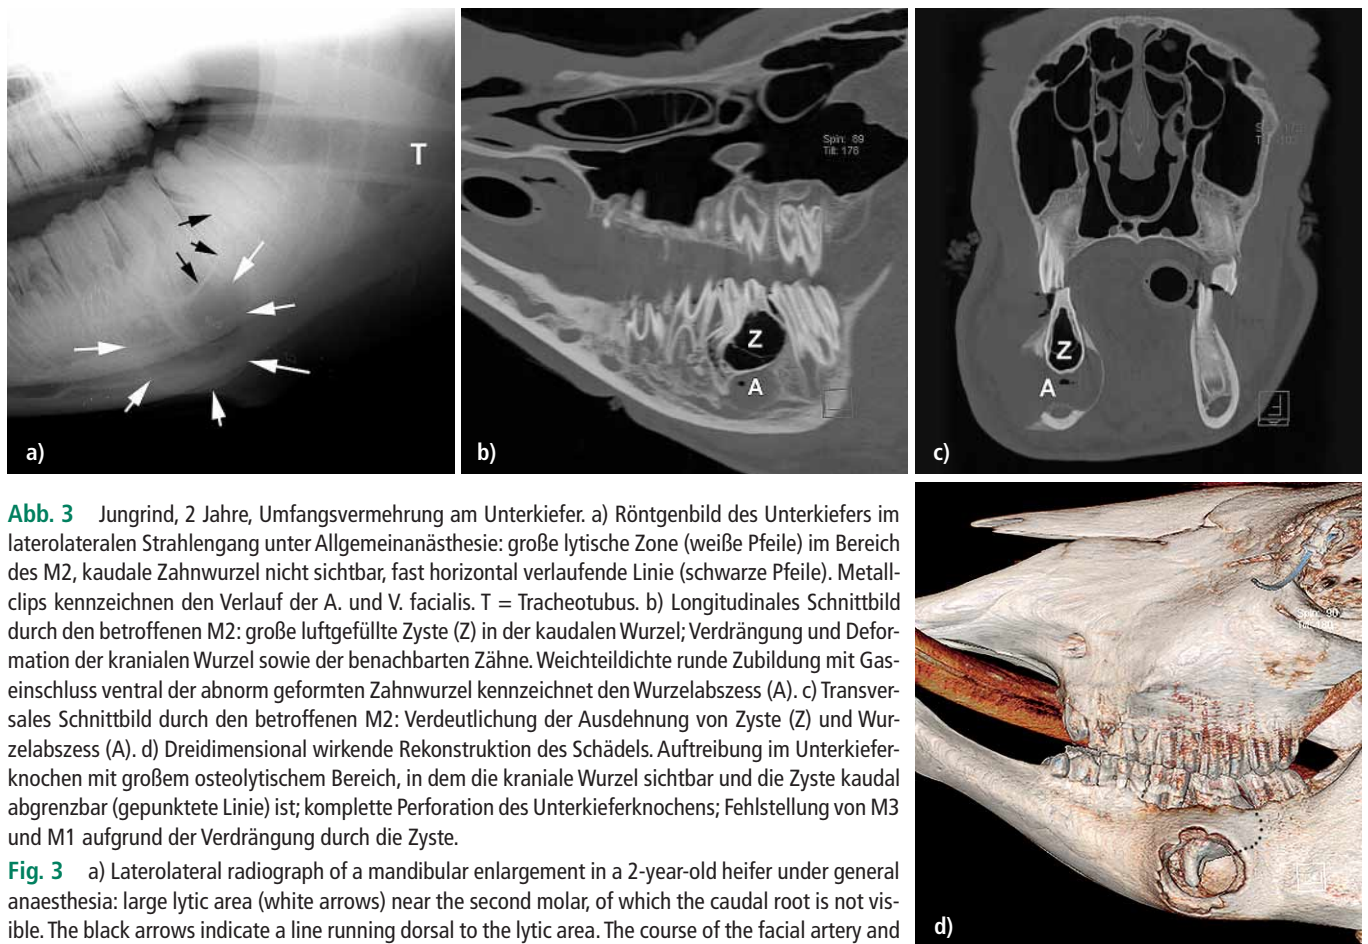 T
a)
Spin: 89
Tilt: 178
Z
A
b)
Z
A
c)
Abb. 3 Jungrind, 2 Jahre, Umfangsvermehrung am Unterkiefer. a) Röntgenbild des Unterkiefers im
laterolateralen Strahlengang unter Allgemeinanästhesie: große lytische Zone (weiße Pfeile) im Bereich
des M2, kaudale Zahnwurzel nicht sichtbar, fast horizontal verlaufende Linie (schwarze Pfeile). Metall-
clips kennzeichnen den Verlauf der A. und V. facialis. T = Tracheotubus. b) Longitudinales Schnittbild
durch den betroffenen M2: große luftgefüllte Zyste (Z) in der kaudalen Wurzel; Verdrängung und Defor-
mation der kranialen Wurzel sowie der benachbarten Zähne. Weichteildichte runde Zubildung mit Gas-
einschluss ventral der abnorm geformten Zahnwurzel kennzeichnet den Wurzelabszess (A). c) Transver-
sales Schnittbild durch den betroffenen M2: Verdeutlichung der Ausdehnung von Zyste (Z) und Wur-
zelabszess (A). d) Dreidimensional wirkende Rekonstruktion des Schädels. Auftreibung im Unterkiefer-
knochen mit großem osteolytischem Bereich, in dem die kraniale Wurzel sichtbar und die Zyste kaudal
abgrenzbar (gepunktete Linie) ist; komplette Perforation des Unterkieferknochens; Fehlstellung von M3
und M1 aufgrund der Verdrängung durch die Zyste.
Fig. 3 a) Laterolateral radiograph of a mandibular enlargement in a 2-year-old heifer under general
anaesthesia: large lytic area (white arrows) near the second molar, of which the caudal root is not vis-
ible. The black arrows indicate a line running dorsal to the lytic area. The course of the facial artery and
d)